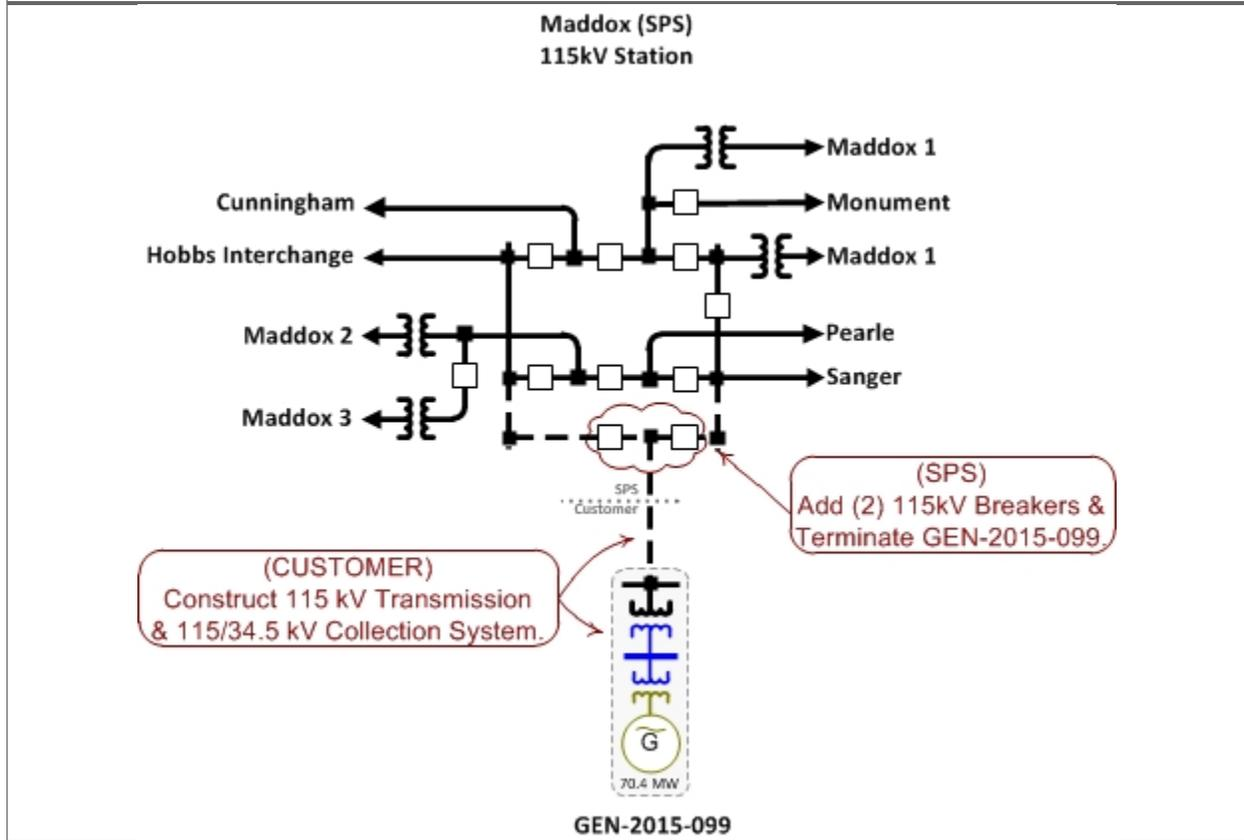 Maddox (SPS)
115kV Station
Maddox 1
Cunningham
Monument
Hobbs Interchange
Maddox 1
Maddox 2
Pearle
Sanger
Maddox 3
(SPS)
Add (2) 115kV Breakers &
Terminate GEN-2015-099.
SPS
Customer
(CUSTOMER)
Construct 115 kV Transmission
& 115/34.5 kV Collection System.
G
70.4 MW
GEN-2015-099